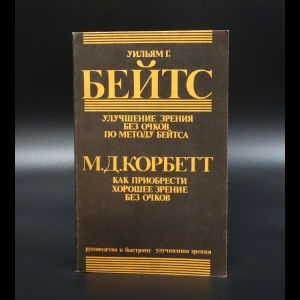 УИЛЬЯМ Г.
БЕЙТС
УЛУЧШЕНИЕ ЗРЕНИЯ
БЕЗ ОЧКОВ
ПО МЕТОДУ БЕЙТСА
М.Д.КОРБЕТТ
КАК ПРИОБРЕСТИ
ХОРОШЕЕ ЗРЕНИЕ
БЕЗ ОЧКОВ
руководство к быстрому улучшению зрения